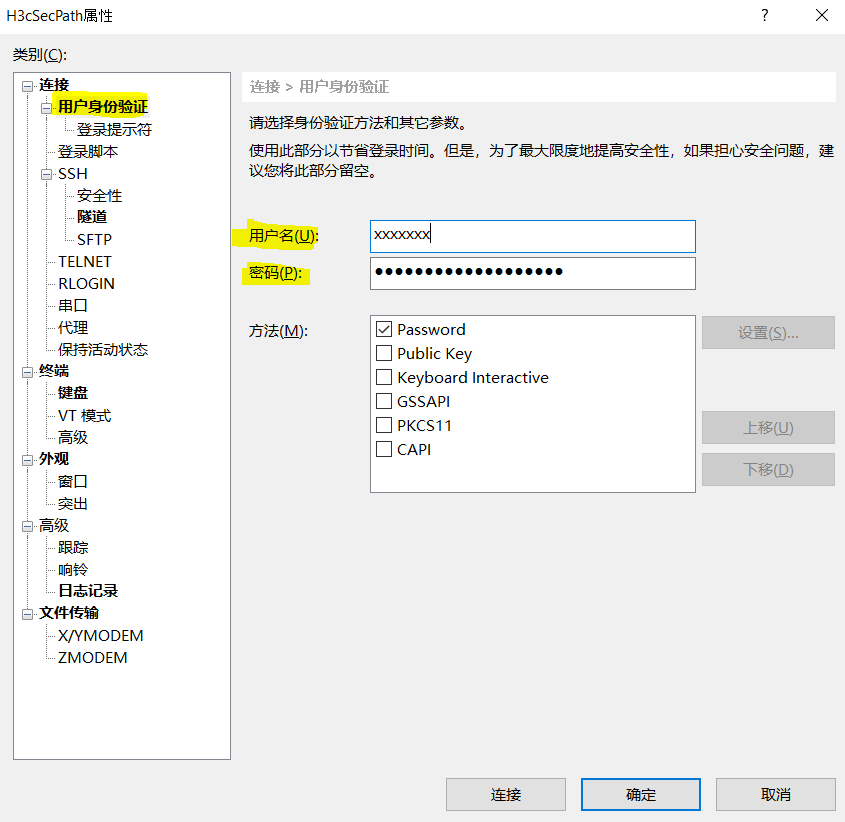 H3cSecPath属性
?
类别(C):
连接
用户身份验证
登录提示符
登录脚本
SSH
安全性
隧道
SFTP
TELNET
RLOGIN
串口
代理
保持活动状态
终端
键盘
VT 模式
高级
外观
窗口
突出
高级
跟踪
响铃
日志记录
文件传输
X/YMODEM
ZMODEM
连接 > 用户身份验证
请选择身份验证方法和其它参数。
使用此部分以节省登录时间。但是，为了最大限度地提高安全性，如果担心安全问题，建
议您将此部分留空。
用户名(U):
xxxxxxx
密码(P):
●●●●●●●●●●●●●●●●●●●
方法(M):
Password
Public Key
Keyboard Interactive
GSSAPI
PKCS11
CAPI
设置(S)...
上移(U)
下移(D)
连接
确定
取消